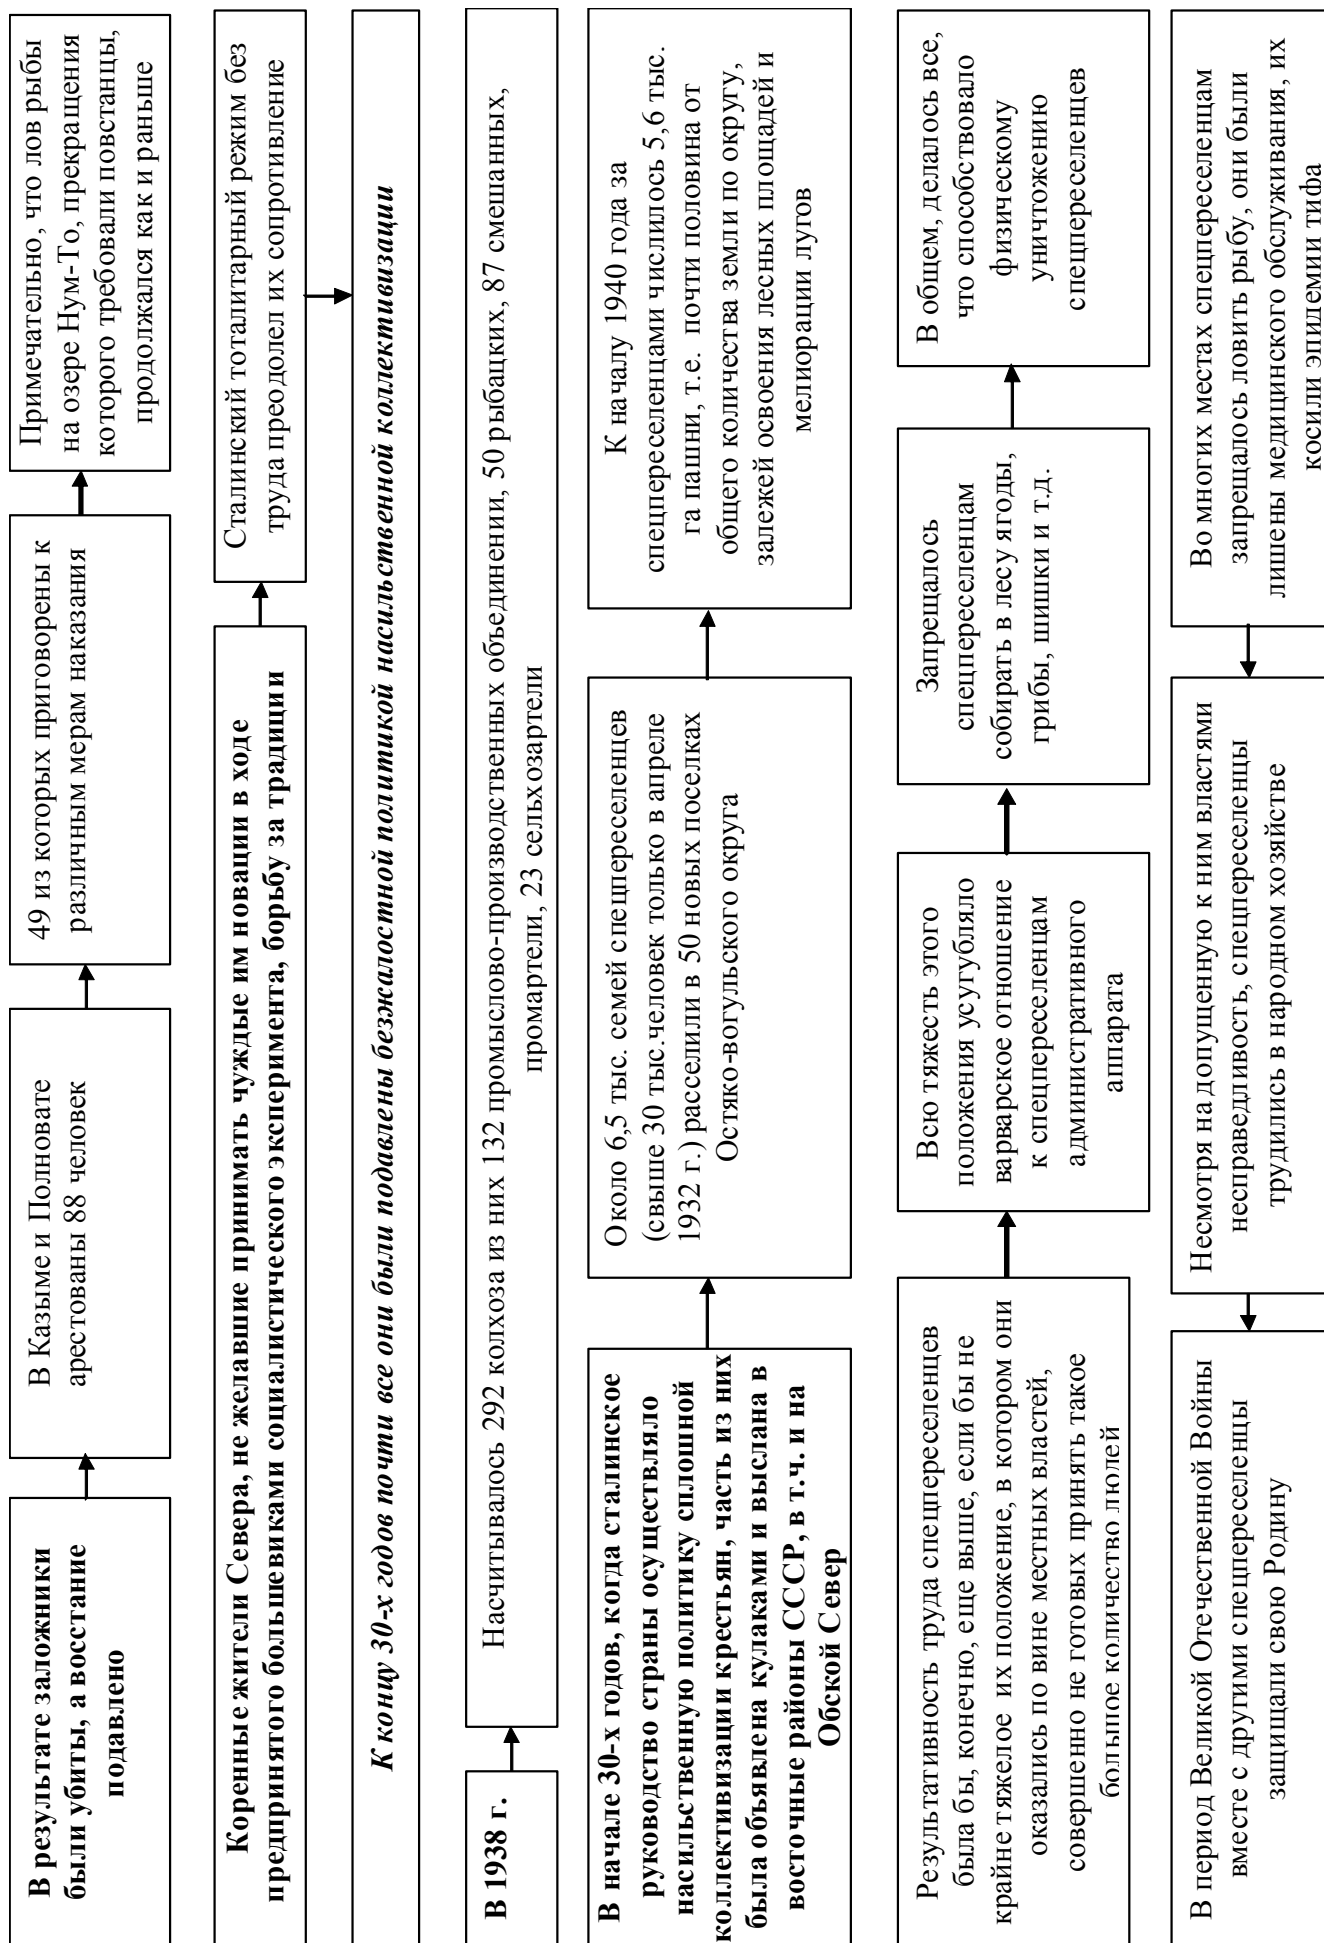 В результате заложники
были убиты, а восстание
подавлено
В Казыме и Полновате
арестованы 88 человек
49 из которых приговорены к
различным мерам наказания
Примечательно, что лов рыбы
на озере Нум-То, прекращения
которого требовали повстанцы,
продолжался как и раньше
Коренные жители Севера, не желавшие принимать чуждые им новации в ходе
предпринятого большевиками социалистического эксперимента, борьбу за традиции
Сталинский тоталитарный режим без
труда преодолел их сопротивление
К концу 30-х годов почти все они были подавлены безжалостной политикой насильственной коллективизации
В 1938 г.
Насчитывалось 292 колхоза из них 132 промыслово-производственных объединении, 50 рыбацких, 87 смешанных,
промартели, 23 сельхозартели
В начале 30-х годов, когда сталинское
руководство страны осуществляло
насильственную политику сплошной
коллективизации крестьян, часть из них
была объявлена кулаками и выслана в
восточные районы СССР, в т.ч. и на
Обской Север
Около 6,5 тыс. семей спецпереселенцев
(свыше 30 тыс.человек только в апреле
1932 г.) расселили в 50 новых поселках
Остяко-вогульского округа
К началу 1940 года за
спецпереселенцами числилось 5,6 тыс.
га пашни, т.е. почти половина от
общего количества земли по округу,
залежей освоения лесных площадей и
мелиорации лугов
Результативность труда спецпереселенцев
была бы, конечно, еще выше, если бы не
крайне тяжелое их положение, в котором они
оказались по вине местных властей,
совершенно не готовых принять такое
большое количество людей
Всю тяжесть этого
положения усугубляло
варварское отношение
к спецпереселенцам
административного
аппарата
Запрещалось
спецпереселенцам
собирать в лесу ягоды,
грибы, шишки и т.д.
В общем, делалось все,
что способствовало
физическому
уничтожению
спецпереселенцев
Во многих местах спецпереселенцам
запрещалось ловить рыбу, они были
лишены медицинского обслуживания, их
косили эпидемии тифа
Несмотря на допущенную к ним властями
несправедливость, спецпереселенцы
трудились в народном хозяйстве
В период Великой Отечественной Войны
вместе с другими спецпереселенцы
защищали свою Родину